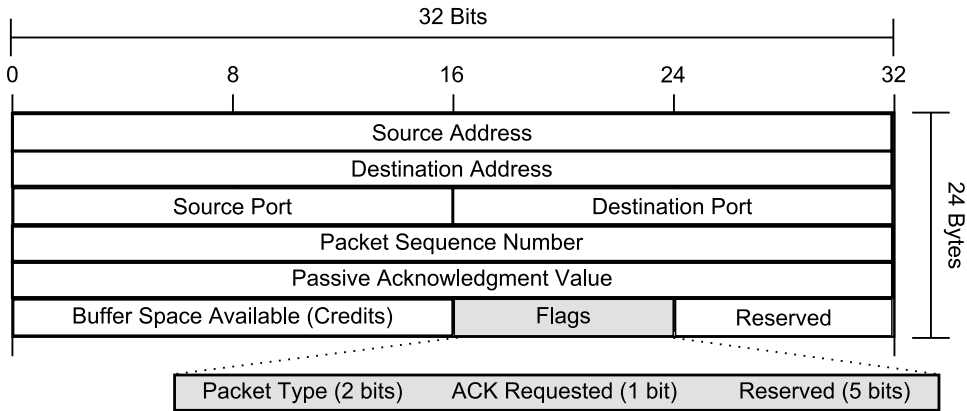 32 Bits
0 8 16 24 32
Source Address
Destination Address
Source Port Destination Port
Packet Sequence Number
Passive Acknowledgment Value
Buffer Space Available (Credits) Flags Reserved
24 Bytes
Packet Type (2 bits) ACK Requested (1 bit) Reserved (5 bits)